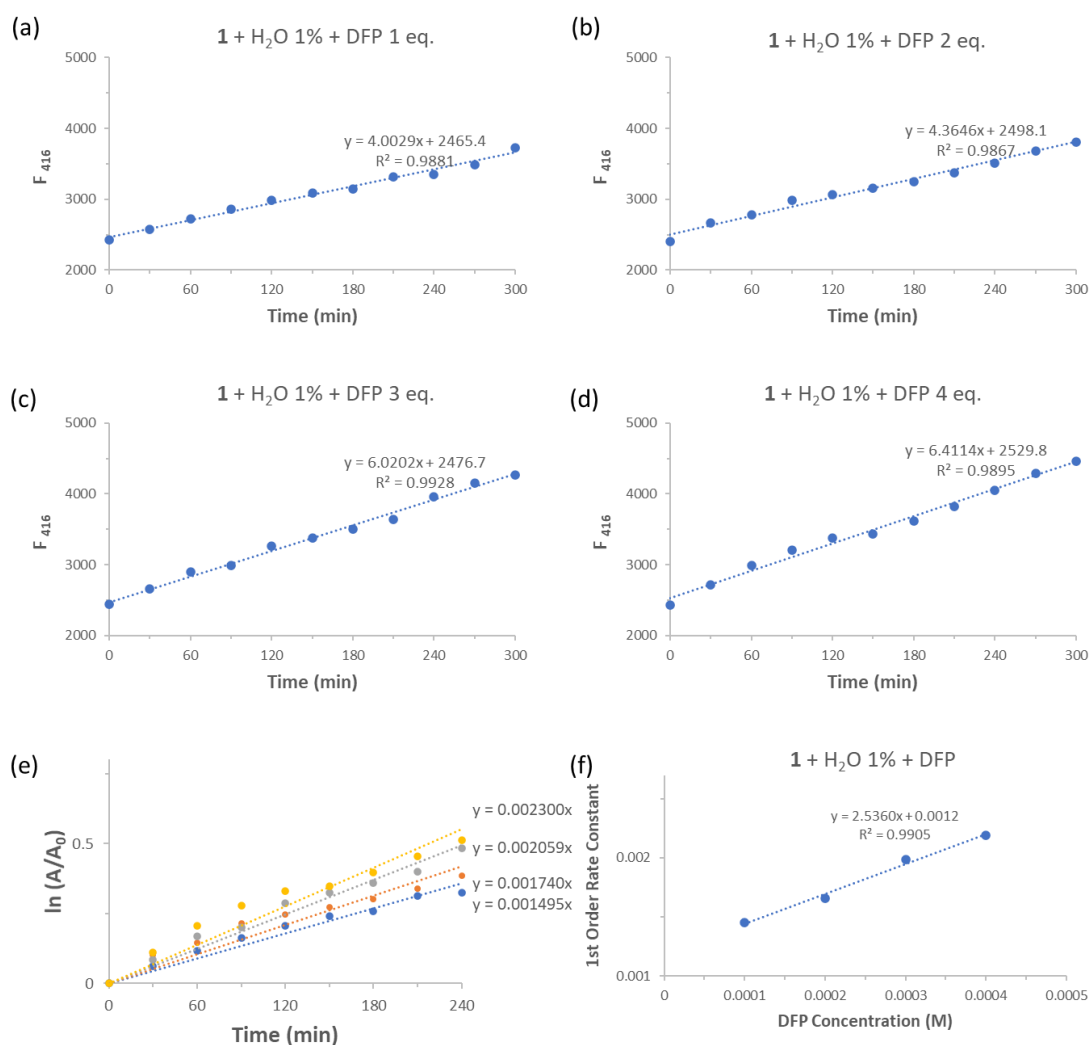 (a)
1 + H₂O 1% + DFP 1 eq.
5000
4000
3000
2000
F 416
y = 4.0029x + 2465.4
R² = 0.9881
0 60 120 180 240 300
Time (min)
(b)
1 + H₂O 1% + DFP 2 eq.
5000
4000
3000
2000
F 416
y = 4.3646x + 2498.1
R² = 0.9867
0 60 120 180 240 300
Time (min)
(c)
1 + H₂O 1% + DFP 3 eq.
5000
4000
3000
2000
F 416
y = 6.0202x + 2476.7
R² = 0.9928
0 60 120 180 240 300
Time (min)
(d)
1 + H₂O 1% + DFP 4 eq.
5000
4000
3000
2000
F 416
y = 6.4114x + 2529.8
R² = 0.9895
0 60 120 180 240 300
Time (min)
(e)
ln (A/A₀)
0.5
0
y = 0.002300x
y = 0.002059x
y = 0.001740x
y = 0.001495x
0 60 120 180 240
Time (min)
(f)
1 + H₂O 1% + DFP
1st Order Rate Constant
0.002
0.001
y = 2.5360x + 0.0012
R² = 0.9905
0 0.0001 0.0002 0.0003 0.0004 0.0005
DFP Concentration (M)